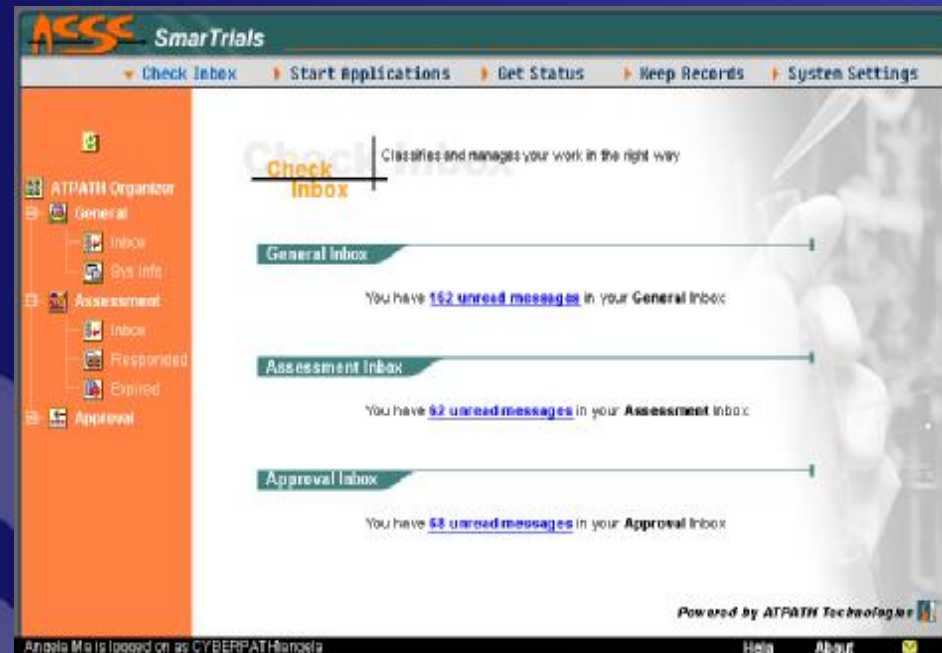 ASSC SmarTrials
Check Inbox Start Applications Get Status Keep Records System Settings
Check Inbox
Classifies and manages your work in the right way
Check
Inbox
ATPATH Organizer
General
Inbox
Sys Info
Assessment
Inbox
Responded
Expired
Approval
General Inbox
You have 152 unread messages in your General Inbox
Assessment Inbox
You have 62 unread messages in your Assessment Inbox
Approval Inbox
You have 58 unread messages in your Approval Inbox
Powered by ATPATH Technologies
Angela Ma is logged on as CYBERPATH\angela
Help About